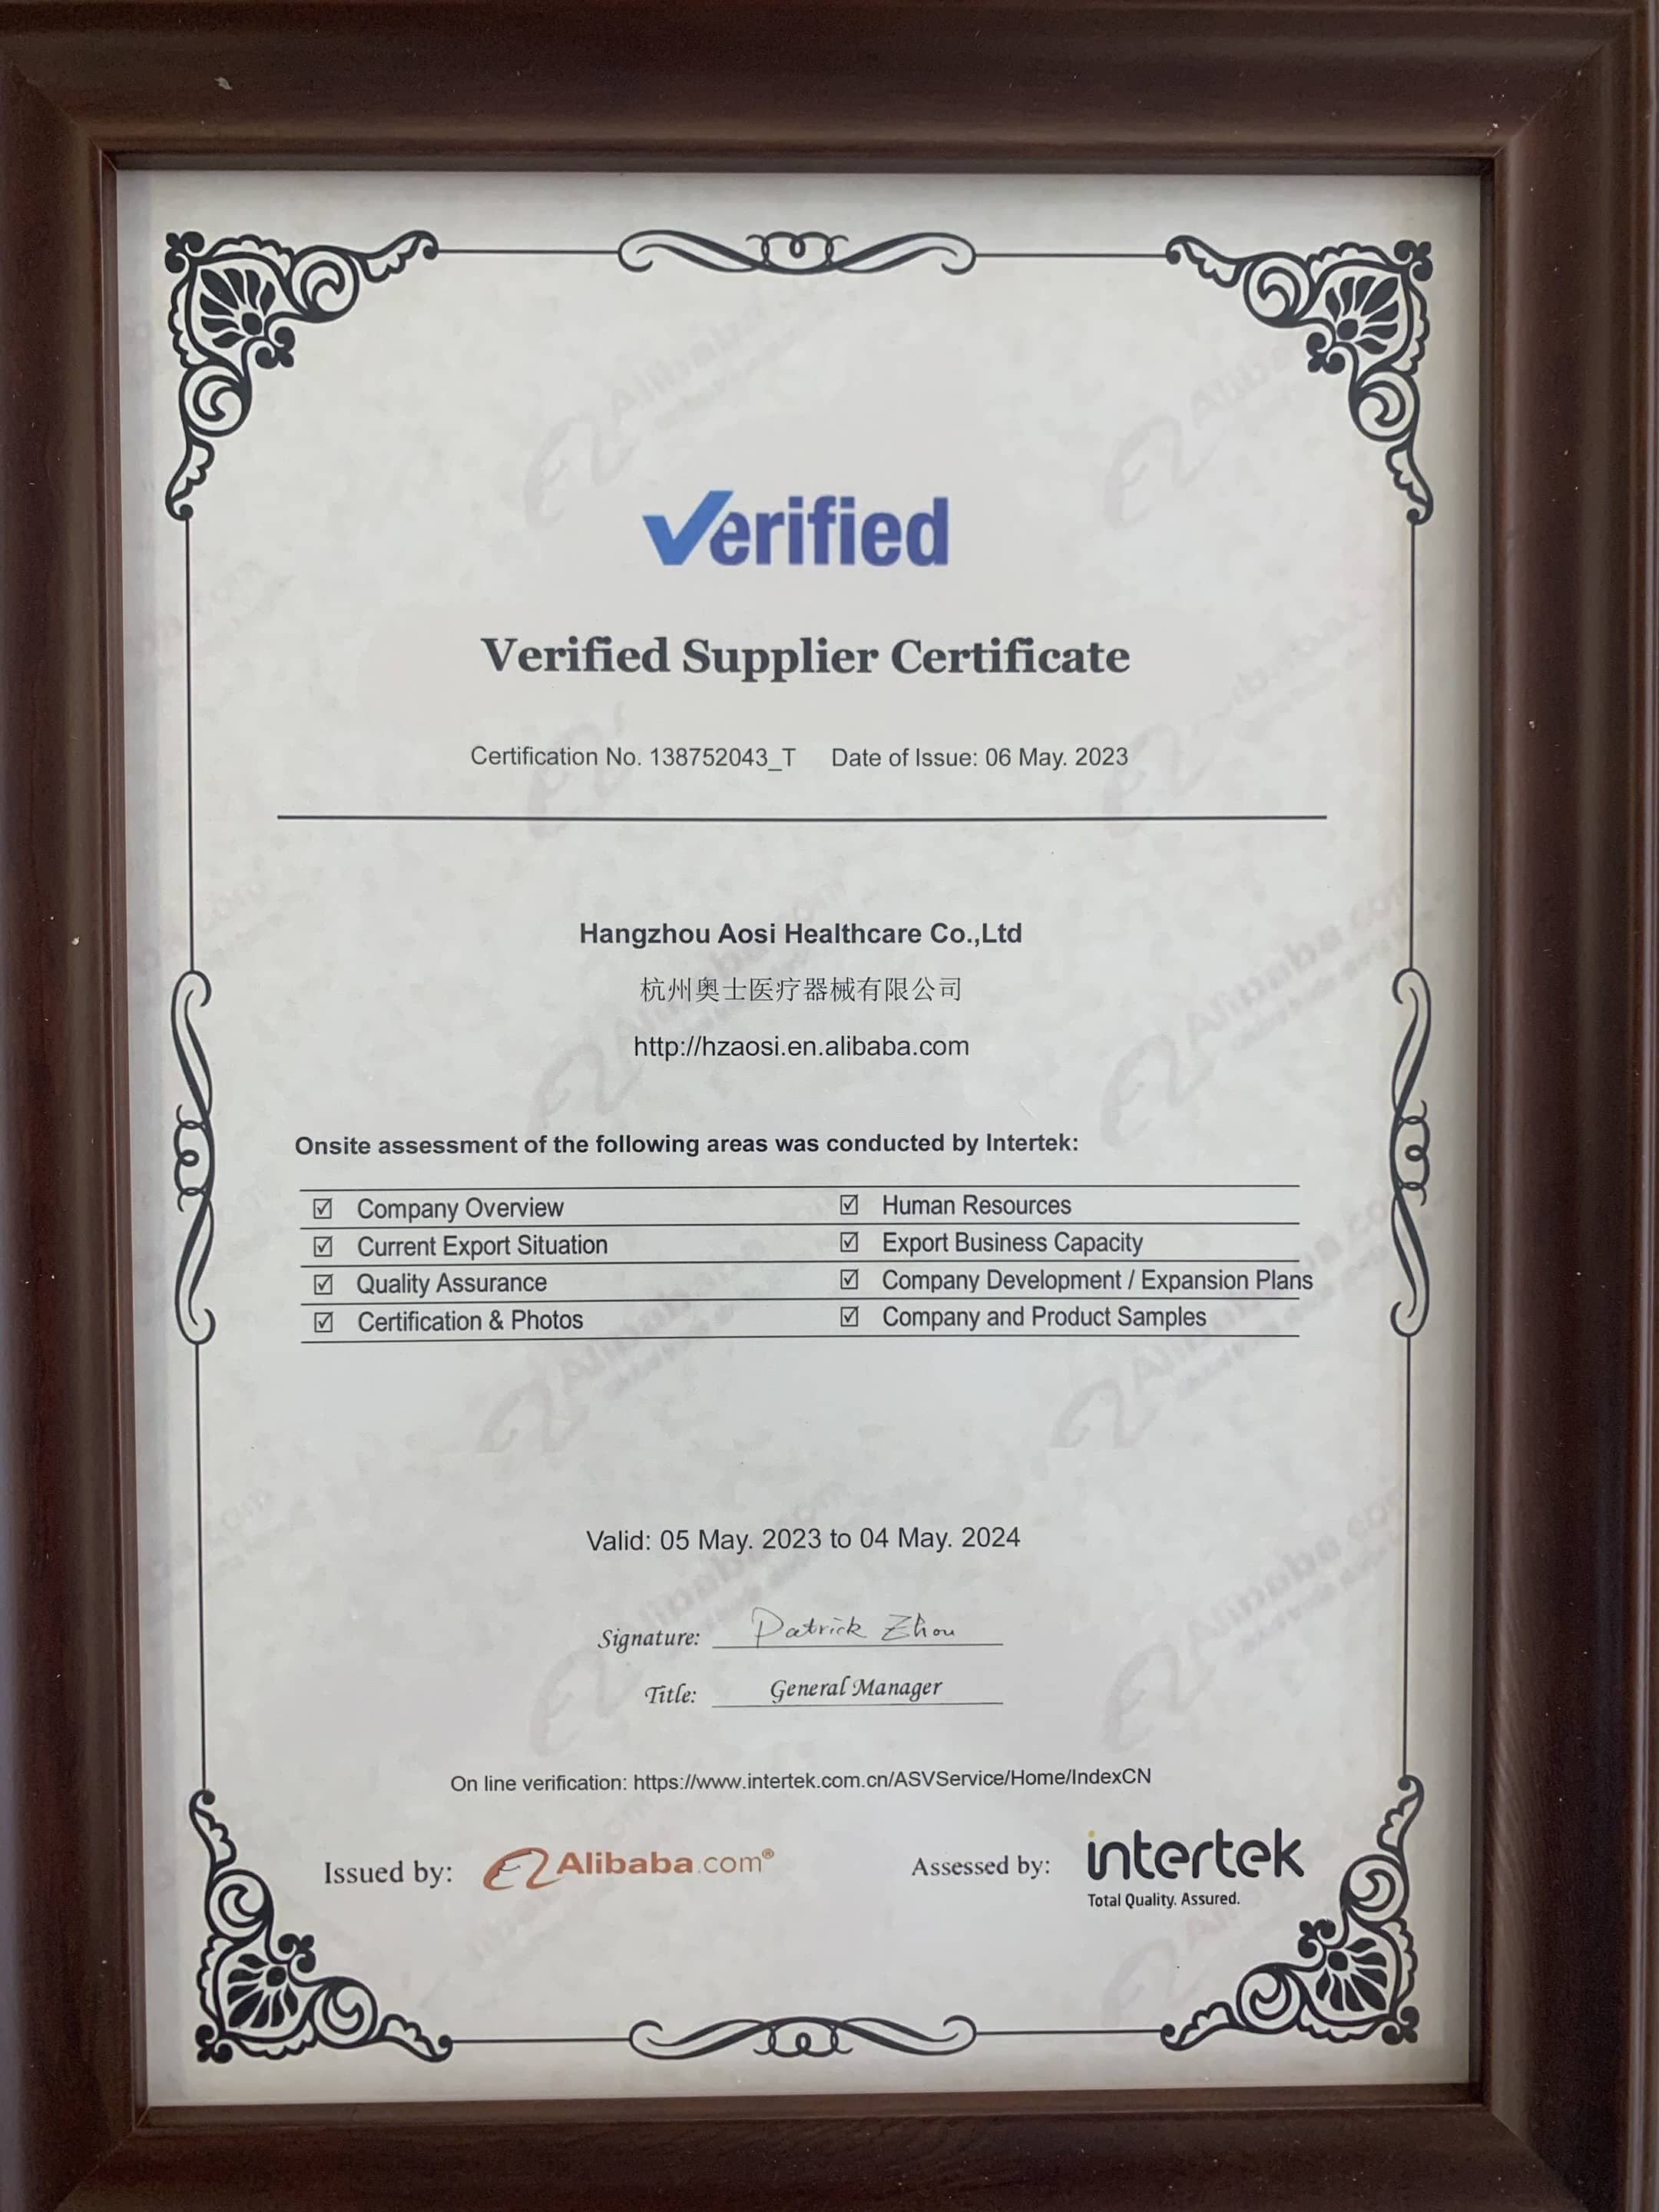 Verified
Verified Supplier Certificate
Certification No. 138752043_T Date of Issue: 06 May. 2023
Hangzhou Aosi Healthcare Co.,Ltd
杭州奥士医疗器械有限公司
http://hzaosi.en.alibaba.com
Onsite assessment of the following areas was conducted by Intertek:
☑ Company Overview ☑ Human Resources
☑ Current Export Situation ☑ Export Business Capacity
☑ Quality Assurance ☑ Company Development / Expansion Plans
☑ Certification & Photos ☑ Company and Product Samples
Valid: 05 May. 2023 to 04 May. 2024
Signature: Patrick Zhou
Title: General Manager
On line verification: https://www.intertek.com.cn/ASVService/Home/IndexCN
Issued by: Alibaba.com® Assessed by: intertek
Total Quality. Assured.